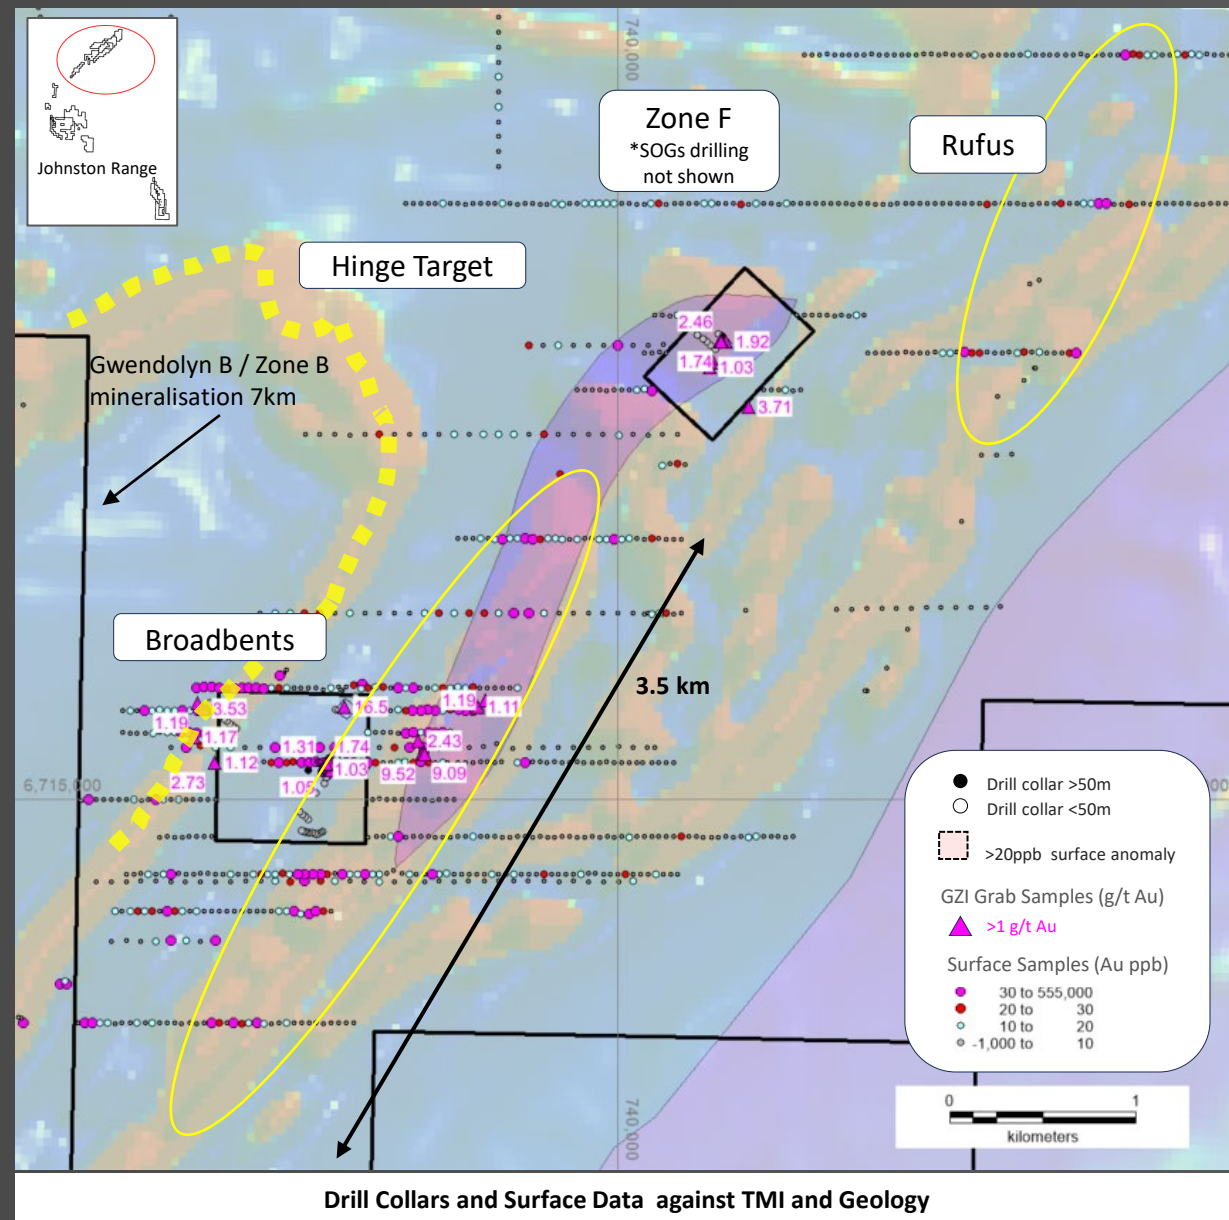 Johnston Range
740,000
Zone F
*SOGs drilling
not shown
Rufus
Hinge Target
Gwendolyn B / Zone B
mineralisation 7km
2.46
1.92
1.74
1.03
3.71
Broadbents
3.5 km
3.53
16.5
1.19
1.11
1.19
1.17
1.31
1.74
2.43
1.12
1.03
9.52
9.09
2.73
1.05
6,715,000
Drill collar >50m
Drill collar <50m
>20ppb surface anomaly
GZI Grab Samples (g/t Au)
>1 g/t Au
Surface Samples (Au ppb)
30 to 555,000
20 to 30
10 to 20
-1,000 to 10
0 1
kilometers
740,000
Drill Collars and Surface Data against TMI and Geology